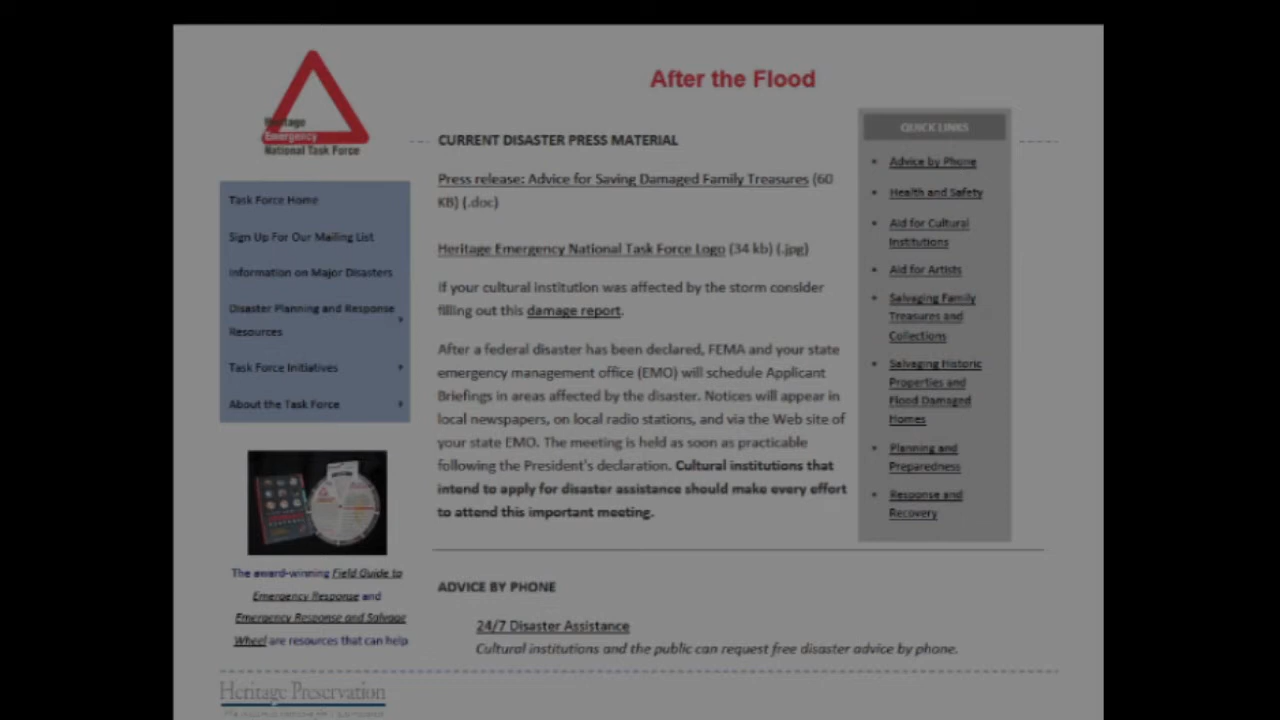 After the Flood
Heritage
Emergency
National Task Force
Task Force Home
Sign Up For Our Mailing List
Information on Major Disasters
Disaster Planning and Response
Resources
Task Force Initiatives
About the Task Force
The award-winning Field Guide to
Emergency Response and
Emergency Response and Salvage
Wheel are resources that can help
CURRENT DISASTER PRESS MATERIAL
Press release: Advice for Saving Damaged Family Treasures (60
KB) (.doc)
Heritage Emergency National Task Force Logo (34 kb) (.jpg)
If your cultural institution was affected by the storm consider
filling out this damage report.
After a federal disaster has been declared, FEMA and your state
emergency management office (EMO) will schedule Applicant
Briefings in areas affected by the disaster. Notices will appear in
local newspapers, on local radio stations, and via the Web site of
your state EMO. The meeting is held as soon as practicable
following the President's declaration. Cultural institutions that
intend to apply for disaster assistance should make every effort
to attend this important meeting.
QUICK LINKS
Advice by Phone
Health and Safety
Aid for Cultural
Institutions
Aid for Artists
Salvaging Family
Treasures and
Collections
Salvaging Historic
Properties and
Flood Damaged
Homes
Planning and
Preparedness
Response and
Recovery
ADVICE BY PHONE
24/7 Disaster Assistance
Cultural institutions and the public can request free disaster advice by phone.
Heritage Preservation